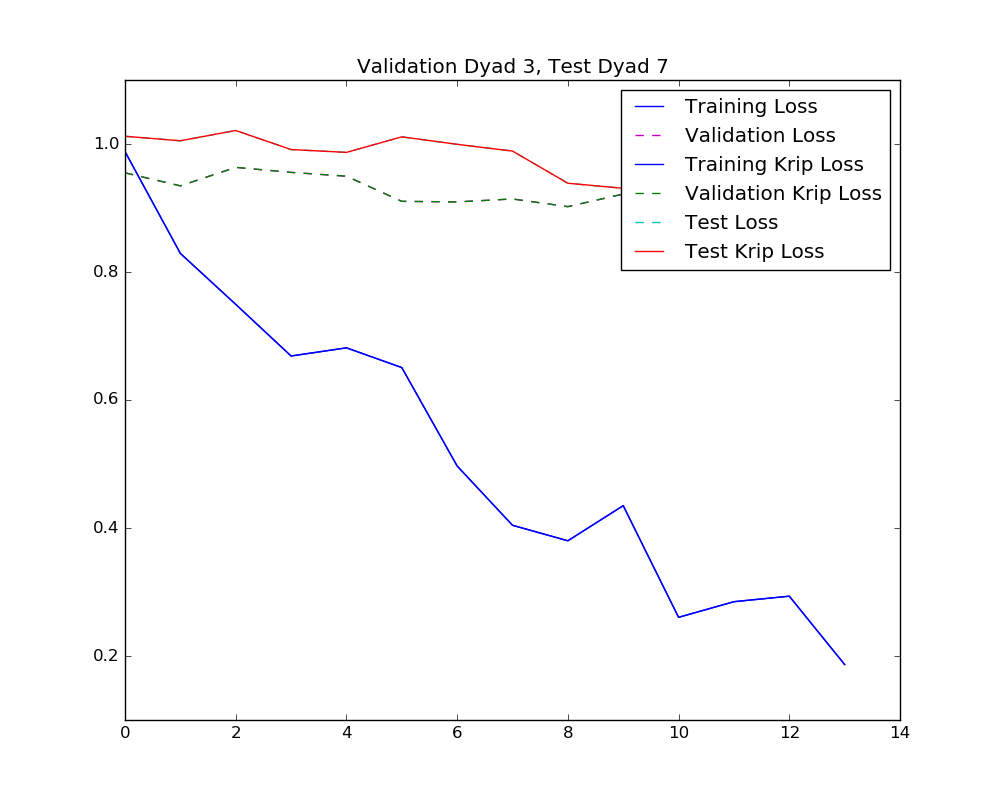 Validation Dyad 3, Test Dyad 7
Training Loss
Validation Loss
Training Krip Loss
Validation Krip Loss
Test Loss
Test Krip Loss
1.0
0.8
0.6
0.4
0.2
0 2 4 6 8 10 12 14